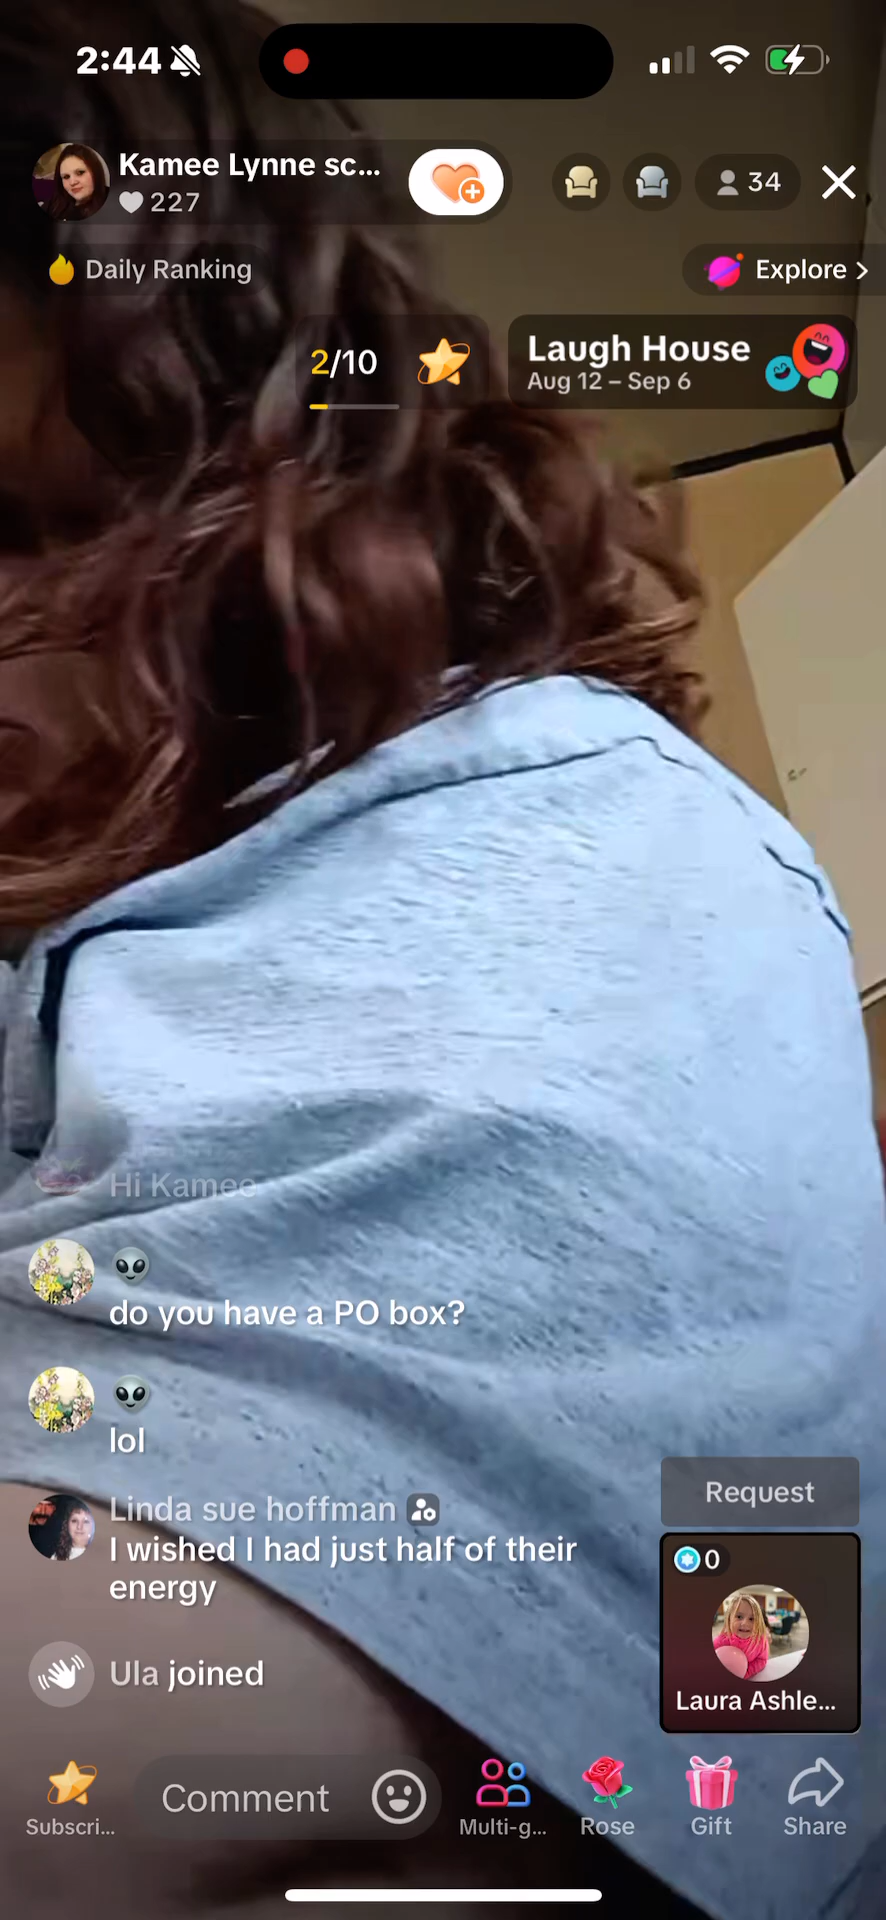 2:44
Kamee Lynne sc...
227
34
Daily Ranking
Explore >
2/10
Laugh House
Aug 12 – Sep 6
Hi Kamee
👽
do you have a PO box?
👽
lol
Linda sue hoffman
I wished I had just half of their
energy
Ula joined
Request
0
Laura Ashle...
Subscri...
Comment
Multi-g...
Rose
Gift
Share